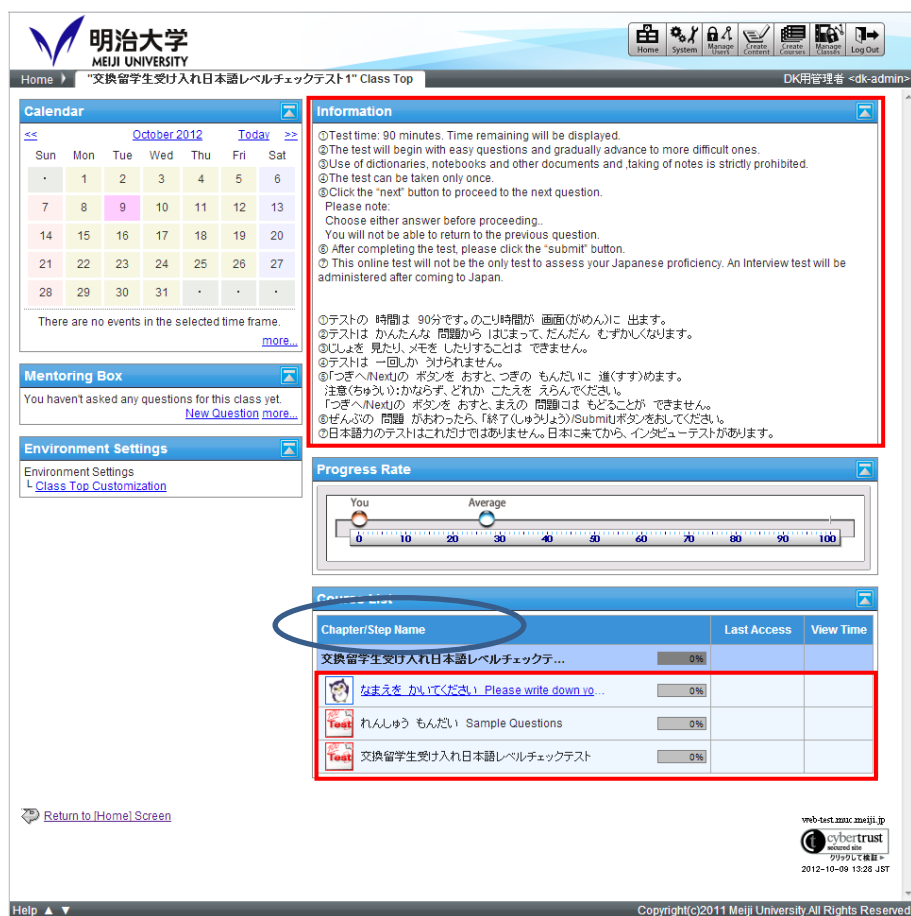 明治大学
MEIJI UNIVERSITY
Home System Manage Users Create Content Create Courses Manage Classes Log Out
Home "交換留学生受け入れ日本語レベルチェックテスト1" Class Top DK用管理者 <dk-admin>
Calendar
<< October 2012 Today >>
Sun Mon Tue Wed Thu Fri Sat
· 1 2 3 4 5 6
7 8 9 10 11 12 13
14 15 16 17 18 19 20
21 22 23 24 25 26 27
28 29 30 31 · · ·
There are no events in the selected time frame.
more...
Mentoring Box
You haven't asked any questions for this class yet.
New Question more...
Environment Settings
Environment Settings
└ Class Top Customization
Information
①Test time: 90 minutes. Time remaining will be displayed.
②The test will begin with easy questions and gradually advance to more difficult ones.
③Use of dictionaries, notebooks and other documents and ,taking of notes is strictly prohibited.
④The test can be taken only once.
⑤Click the "next" button to proceed to the next question.
Please note:
Choose either answer before proceeding..
You will not be able to return to the previous question.
⑥ After completing the test, please click the "submit" button.
⑦ This online test will not be the only test to assess your Japanese proficiency. An Interview test will be
administered after coming to Japan.
①テストの 時間は 90分です。のこり時間が 画面(がめん)に 出ます。
②テストは かんたんな 問題から はじまって、だんだん むずかしくなります。
③じしょを 見たり、メモを したりすることは できません。
④テストは 一回しか うけられません。
⑤「つぎへ/Next」の ボタンを おすと、つぎの もんだいに 進(すす)めます。
注意(ちゅうい):かならず、どれか こたえを えらんでください。
「つぎへ/Next」の ボタンを おすと、まえの 問題には もどることが できません。
⑥ぜんぶの 問題 がおわったら、「終了(しゅうりょう)/Submit」ボタンをおしてください。
⑦日本語力のテストはこれだけではありません。日本に来てから、インタビューテストがあります。
Progress Rate
You Average
0 10 20 30 40 50 60 70 80 90 100
Course List
Chapter/Step Name Last Access View Time
交換留学生受け入れ日本語レベルチェックテ... 0%
なまえを かいてください Please write down yo... 0%
Test れんしゅう もんだい Sample Questions 0%
Test 交換留学生受け入れ日本語レベルチェックテスト 0%
Return to [Home] Screen
web-test.muc.meiji.jp
cybertrust
secured site
クリックして検証
2012-10-09 13:28 JST
Help ▲ ▼ Copyright(c)2011 Meiji University.All Rights Reserved